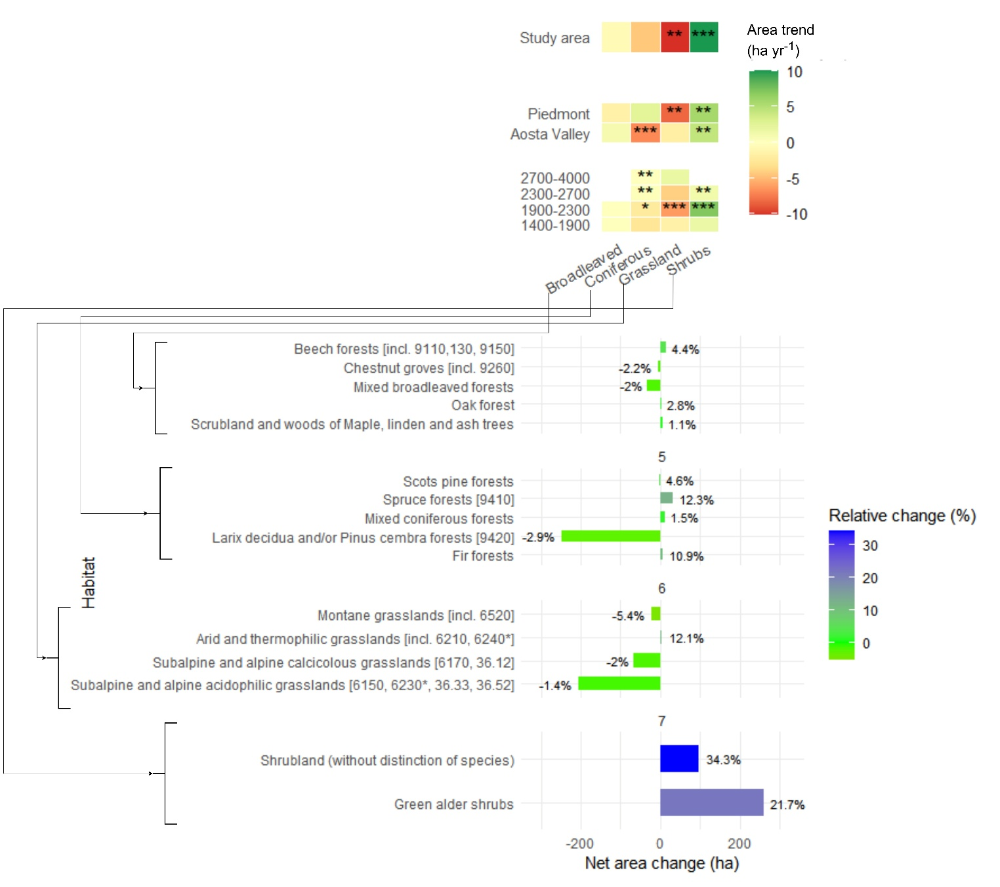 Study area
**
***
Area trend
(ha yr-1)
10
5
0
-5
-10
Piedmont
**
**
Aosta Valley
***
**
2700-4000
**
2300-2700
**
**
1900-2300
*
***
***
1400-1900
Broadleaved
Coniferous
Grassland
Shrubs
Beech forests [incl. 9110,130, 9150]
4.4%
Chestnut groves [incl. 9260]
-2.2%
Mixed broadleaved forests
-2%
Oak forest
2.8%
Scrubland and woods of Maple, linden and ash trees
1.1%
5
Scots pine forests
4.6%
Spruce forests [9410]
12.3%
Mixed coniferous forests
1.5%
Larix decidua and/or Pinus cembra forests [9420]
-2.9%
Fir forests
10.9%
Relative change (%)
30
20
10
0
Habitat
6
Montane grasslands [incl. 6520]
-5.4%
Arid and thermophilic grasslands [incl. 6210, 6240*]
12.1%
Subalpine and alpine calcicolous grasslands [6170, 36.12]
-2%
Subalpine and alpine acidophilic grasslands [6150, 6230*, 36.33, 36.52]
-1.4%
7
Shrubland (without distinction of species)
34.3%
Green alder shrubs
21.7%
-200
0
200
Net area change (ha)